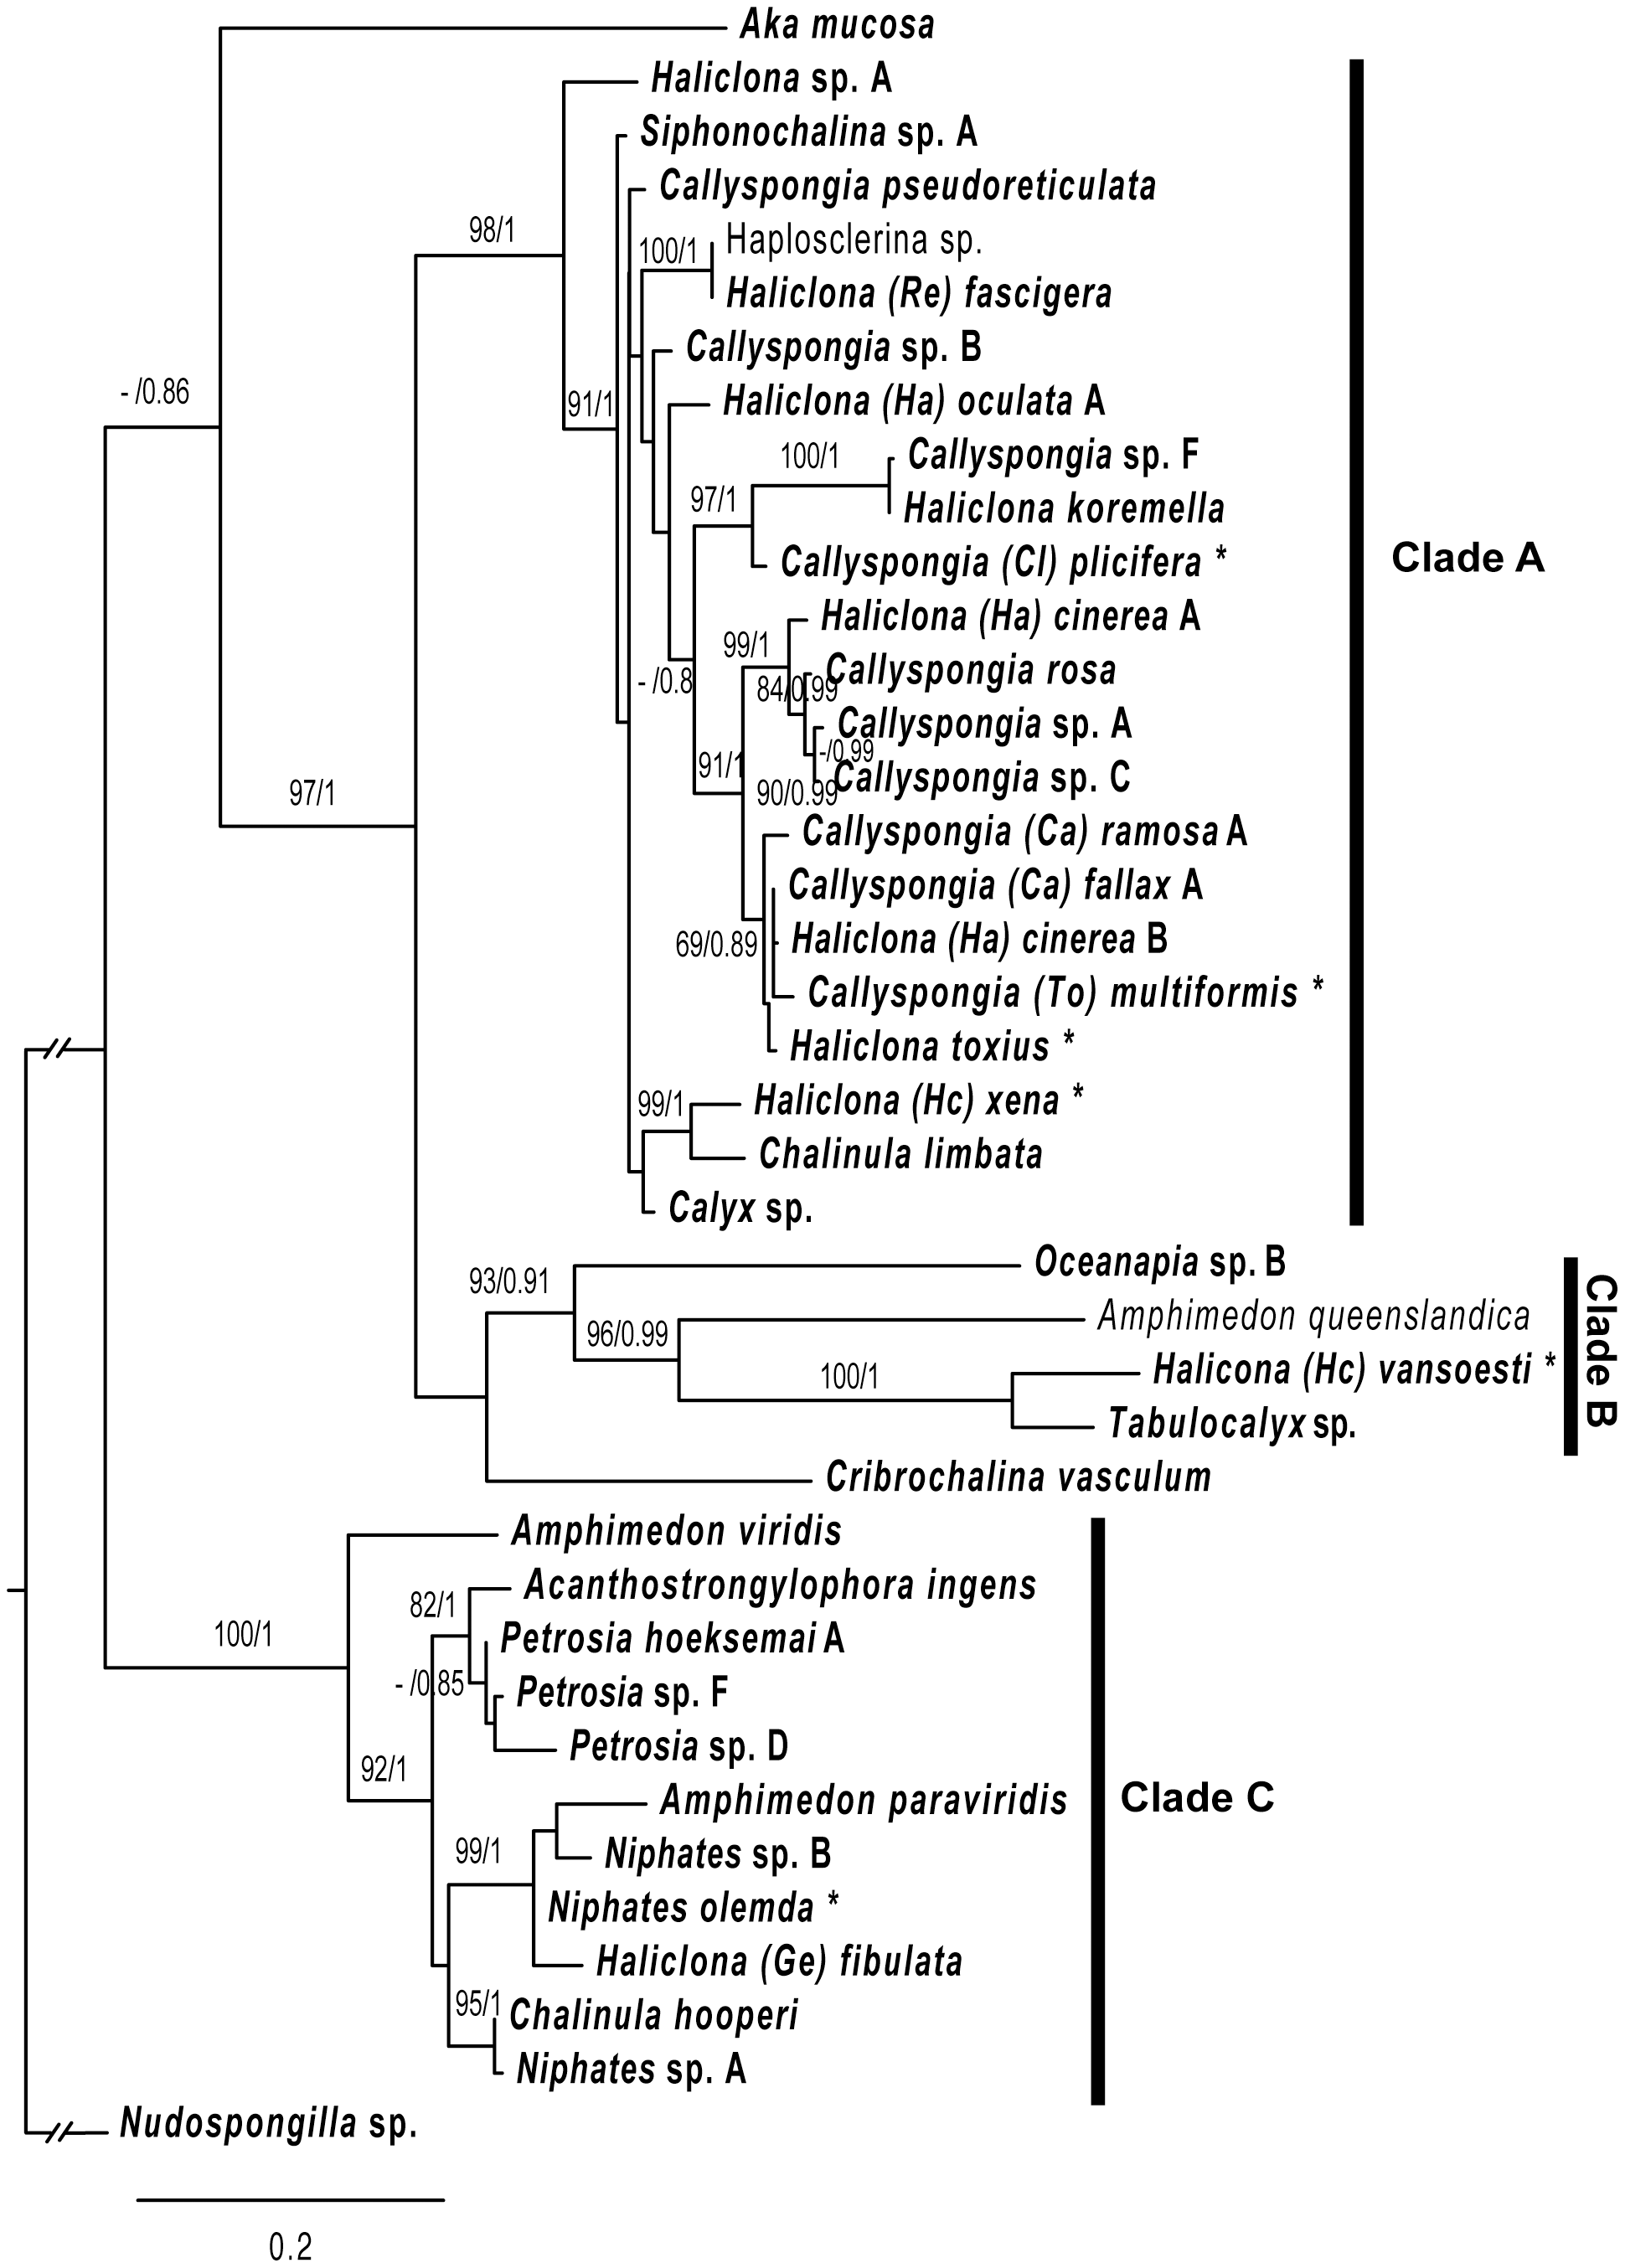 Aka mucosa
Haliclona sp. A
Siphonochalina sp. A
Callyspongia pseudoreticulata
98/1
Haplosclerina sp.
100/1
Haliclona (Re) fascigera
Callyspongia sp. B
- /0.86
91/1
Haliclona (Ha) oculata A
100/1
Callyspongia sp. F
97/1
Haliclona koremella
Clade A
Callyspongia (Cl) plicifera *
Haliclona (Ha) cinerea A
99/1
Callyspongia rosa
- /0.8
84/0.99
Callyspongia sp. A
-/0.99
97/1
91/1
Callyspongia sp. C
90/0.99
Callyspongia (Ca) ramosa A
Callyspongia (Ca) fallax A
69/0.89
Haliclona (Ha) cinerea B
Callyspongia (To) multiformis *
Haliclona toxius *
99/1
Haliclona (Hc) xena *
Chalinula limbata
Calyx sp.
93/0.91
Oceanapia sp. B
96/0.99
Amphimedon queenslandica
Clade B
100/1
Halicona (Hc) vansoesti *
Tabulocalyx sp.
Cribrochalina vasculum
Amphimedon viridis
82/1
Acanthostrongylophora ingens
100/1
Petrosia hoeksemai A
- /0.85
Petrosia sp. F
Petrosia sp. D
92/1
Amphimedon paraviridis
Clade C
99/1
Niphates sp. B
Niphates olemda *
Haliclona (Ge) fibulata
95/1
Chalinula hooperi
Niphates sp. A
Nudospongilla sp.
0.2